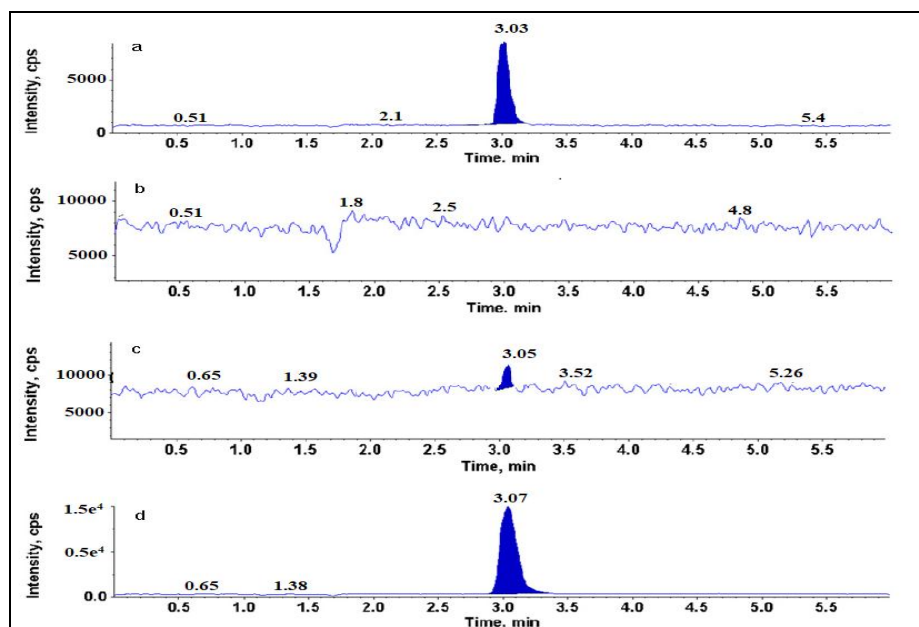 a
3.03
Intensity, cps
5000
0
0.51 2.1 5.4
0.5 1.0 1.5 2.0 2.5 3.0 3.5 4.0 4.5 5.0 5.5
Time. min
b
Intensity, cps
10000
5000
0.51 1.8 2.5 4.8
0.5 1.0 1.5 2.0 2.5 3.0 3.5 4.0 4.5 5.0 5.5
Time. min
c
3.05
Intensity, cps
10000
5000
0.65 1.39 3.52 5.26
0.5 1.0 1.5 2.0 2.5 3.0 3.5 4.0 4.5 5.0 5.5
Time, min
d
3.07
Intensity, cps
1.5e⁴
0.5e⁴
0.0
0.65 1.38
0.5 1.0 1.5 2.0 2.5 3.0 3.5 4.0 4.5 5.0 5.5
Time. min